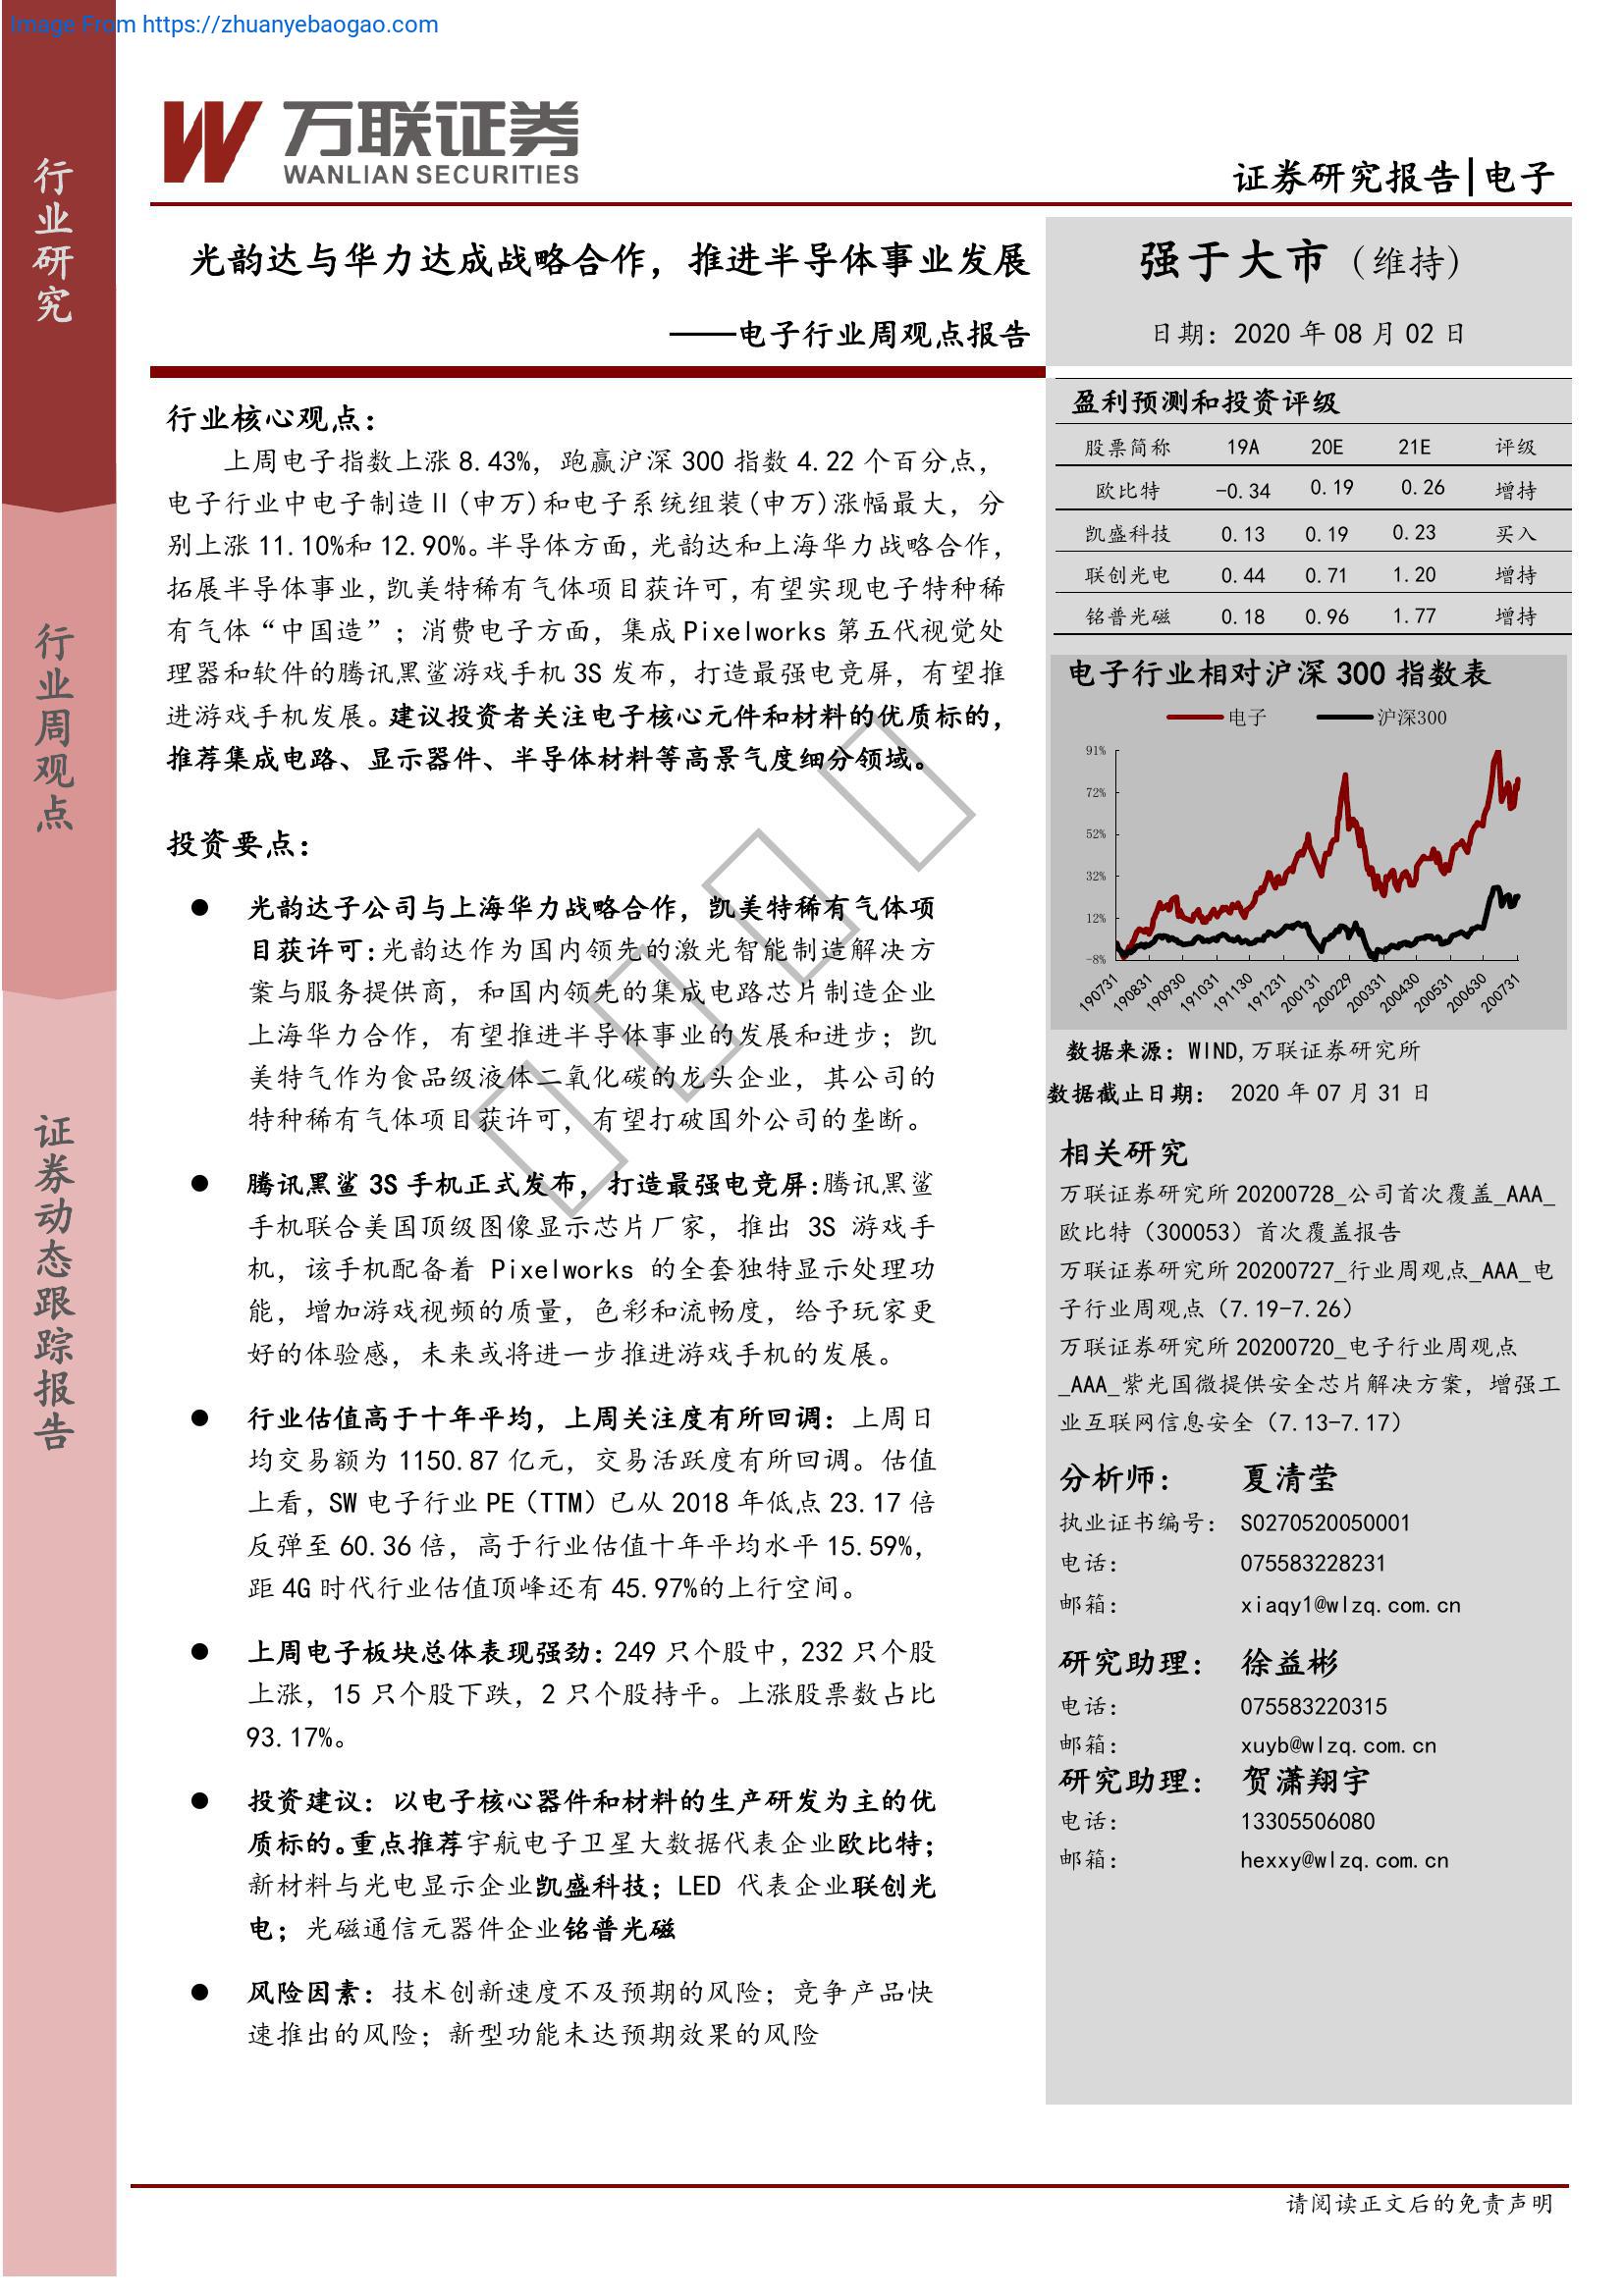 Image From https://zhuanyebaogao.com
行业研究
行业周观点
证券动态跟踪报告
万联证券
WANLIAN SECURITIES
证券研究报告|电子
光韵达与华力达成战略合作，推进半导体事业发展
——电子行业周观点报告
强于大市（维持）
日期：2020 年 08 月 02 日
行业核心观点：
上周电子指数上涨 8.43%，跑赢沪深 300 指数 4.22 个百分点，
电子行业中电子制造Ⅱ(申万)和电子系统组装(申万)涨幅最大，分
别上涨 11.10%和 12.90%。半导体方面，光韵达和上海华力战略合作，
拓展半导体事业，凯美特稀有气体项目获许可，有望实现电子特种稀
有气体“中国造”；消费电子方面，集成 Pixelworks 第五代视觉处
理器和软件的腾讯黑鲨游戏手机 3S 发布，打造最强电竞屏，有望推
进游戏手机发展。建议投资者关注电子核心元件和材料的优质标的，
推荐集成电路、显示器件、半导体材料等高景气度细分领域。
投资要点：
● 光韵达子公司与上海华力战略合作，凯美特稀有气体项
目获许可：光韵达作为国内领先的激光智能制造解决方
案与服务提供商，和国内领先的集成电路芯片制造企业
上海华力合作，有望推进半导体事业的发展和进步；凯
美特气作为食品级液体二氧化碳的龙头企业，其公司的
特种稀有气体项目获许可，有望打破国外公司的垄断。
● 腾讯黑鲨 3S 手机正式发布，打造最强电竞屏：腾讯黑鲨
手机联合美国顶级图像显示芯片厂家，推出 3S 游戏手
机，该手机配备着 Pixelworks 的全套独特显示处理功
能，增加游戏视频的质量，色彩和流畅度，给予玩家更
好的体验感，未来或将进一步推进游戏手机的发展。
● 行业估值高于十年平均，上周关注度有所回调：上周日
均交易额为 1150.87 亿元，交易活跃度有所回调。估值
上看，SW 电子行业 PE（TTM）已从 2018 年低点 23.17 倍
反弹至 60.36 倍，高于行业估值十年平均水平 15.59%，
距 4G 时代行业估值顶峰还有 45.97%的上行空间。
● 上周电子板块总体表现强劲：249 只个股中，232 只个股
上涨，15 只个股下跌，2 只个股持平。上涨股票数占比
93.17%。
● 投资建议：以电子核心器件和材料的生产研发为主的优
质标的。重点推荐宇航电子卫星大数据代表企业欧比特；
新材料与光电显示企业凯盛科技；LED 代表企业联创光
电；光磁通信元器件企业铭普光磁
● 风险因素：技术创新速度不及预期的风险；竞争产品快
速推出的风险；新型功能未达预期效果的风险
盈利预测和投资评级
股票简称 19A 20E 21E 评级
欧比特 -0.34 0.19 0.26 增持
凯盛科技 0.13 0.19 0.23 买入
联创光电 0.44 0.71 1.20 增持
铭普光磁 0.18 0.96 1.77 增持
电子行业相对沪深 300 指数表
电子 沪深300
91%
72%
52%
32%
12%
-8%
190731 190831 190930 191031 191130 191231 200131 200229 200331 200430 200531 200630 200731
数据来源：WIND,万联证券研究所
数据截止日期： 2020 年 07 月 31 日
相关研究
万联证券研究所 20200728_公司首次覆盖_AAA_
欧比特（300053）首次覆盖报告
万联证券研究所 20200727_行业周观点_AAA_电
子行业周观点（7.19-7.26）
万联证券研究所 20200720_电子行业周观点
_AAA_紫光国微提供安全芯片解决方案，增强工
业互联网信息安全（7.13-7.17）
分析师： 夏清莹
执业证书编号： S0270520050001
电话： 075583228231
邮箱： xiaqy1@wlzq.com.cn
研究助理： 徐益彬
电话： 075583220315
邮箱： xuyb@wlzq.com.cn
研究助理： 贺潇翔宇
电话： 13305506080
邮箱： hexxy@wlzq.com.cn
请阅读正文后的免责声明